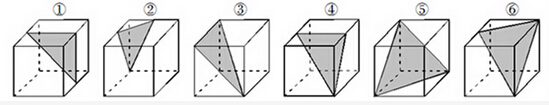 ① ② ③ ④ ⑤ ⑥